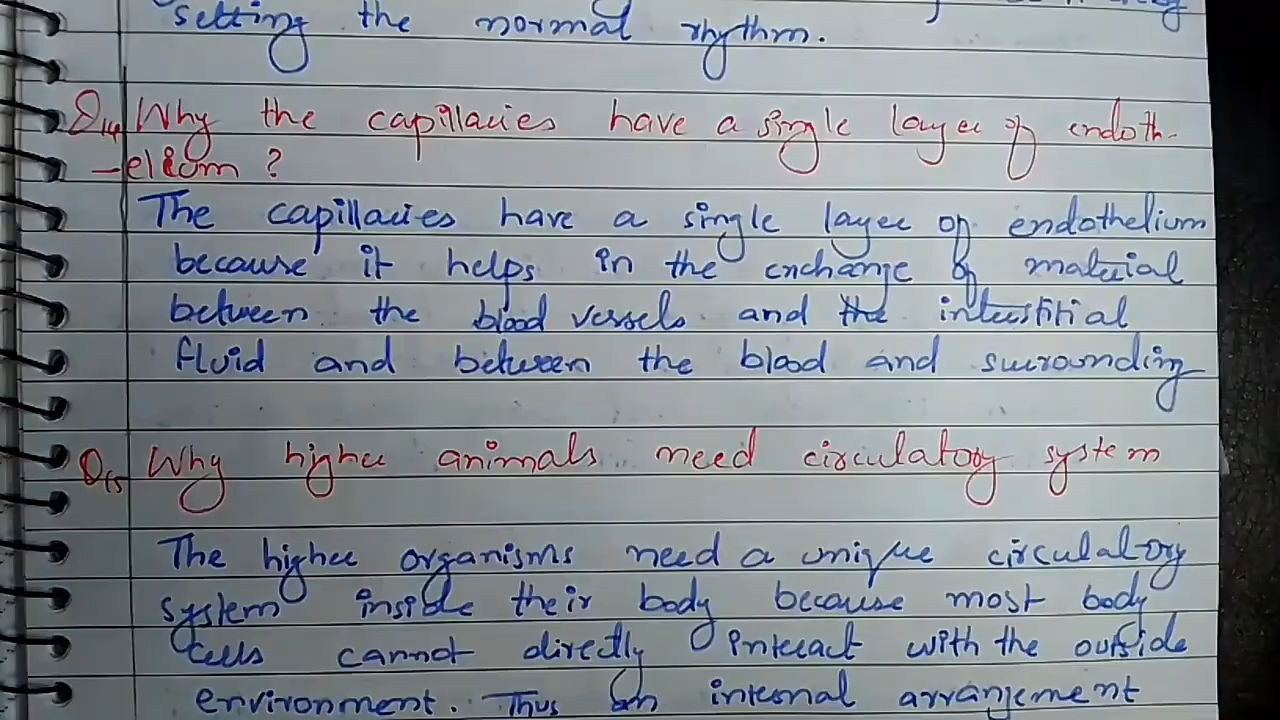 setting the normal rhythm.
Q14 Why the capillaries have a single layer of endoth-
-elium ?
The capillaries have a single layer of endothelium
because it helps in the exchange of material
between the blood vessels and the interstitial
fluid and between the blood and surrounding
Q15 Why higher animals need circulatory system
The higher organisms need a unique circulatory
system inside their body because most body
cells cannot directly interact with the outside
environment. Thus an internal arrangement